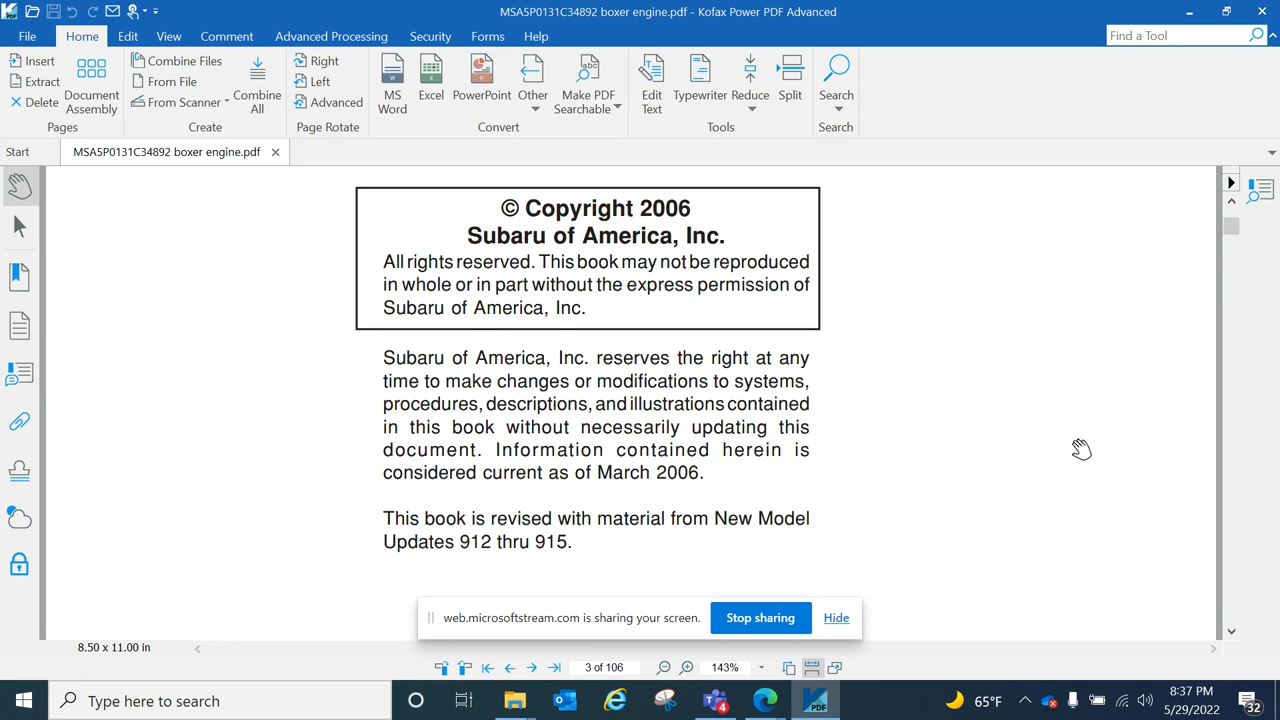 MSA5P0131C34892 boxer engine.pdf - Kofax Power PDF Advanced
File Home Edit View Comment Advanced Processing Security Forms Help
Find a Tool
Insert
Extract
Delete
Document Assembly
Pages
Combine Files
From File
From Scanner
Combine All
Create
Right
Left
Advanced
Page Rotate
MS Word
Excel
PowerPoint
Other
Make PDF Searchable
Convert
Edit Text
Typewriter
Reduce
Split
Tools
Search
Search
Start
MSA5P0131C34892 boxer engine.pdf
© Copyright 2006
Subaru of America, Inc.
All rights reserved. This book may not be reproduced
in whole or in part without the express permission of
Subaru of America, Inc.
Subaru of America, Inc. reserves the right at any
time to make changes or modifications to systems,
procedures, descriptions, and illustrations contained
in this book without necessarily updating this
document. Information contained herein is
considered current as of March 2006.
This book is revised with material from New Model
Updates 912 thru 915.
web.microsoftstream.com is sharing your screen.
Stop sharing
Hide
8.50 x 11.00 in
3 of 106
143%
Type here to search
4
PDF
65°F
8:37 PM
5/29/2022
32